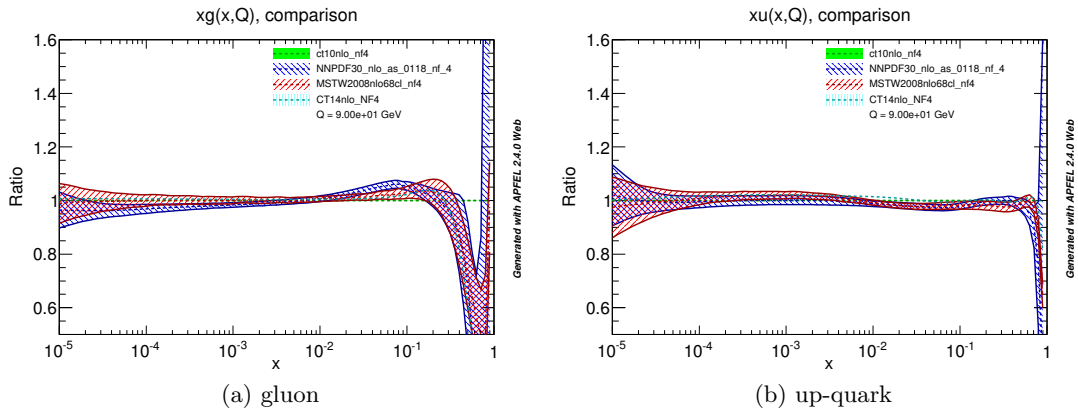 xg(x,Q), comparison
1.6
1.4
1.2
1
0.8
0.6
Ratio
ct10nlo_nf4
NNPDF30_nlo_as_0118_nf_4
MSTW2008nlo68cl_nf4
CT14nlo_NF4
Q = 9.00e+01 GeV
Generated with APFEL 2.4.0 Web
10-5 10-4 10-3 10-2 10-1 1
x
(a) gluon
xu(x,Q), comparison
1.6
1.4
1.2
1
0.8
0.6
Ratio
ct10nlo_nf4
NNPDF30_nlo_as_0118_nf_4
MSTW2008nlo68cl_nf4
CT14nlo_NF4
Q = 9.00e+01 GeV
Generated with APFEL 2.4.0 Web
10-5 10-4 10-3 10-2 10-1 1
x
(b) up-quark